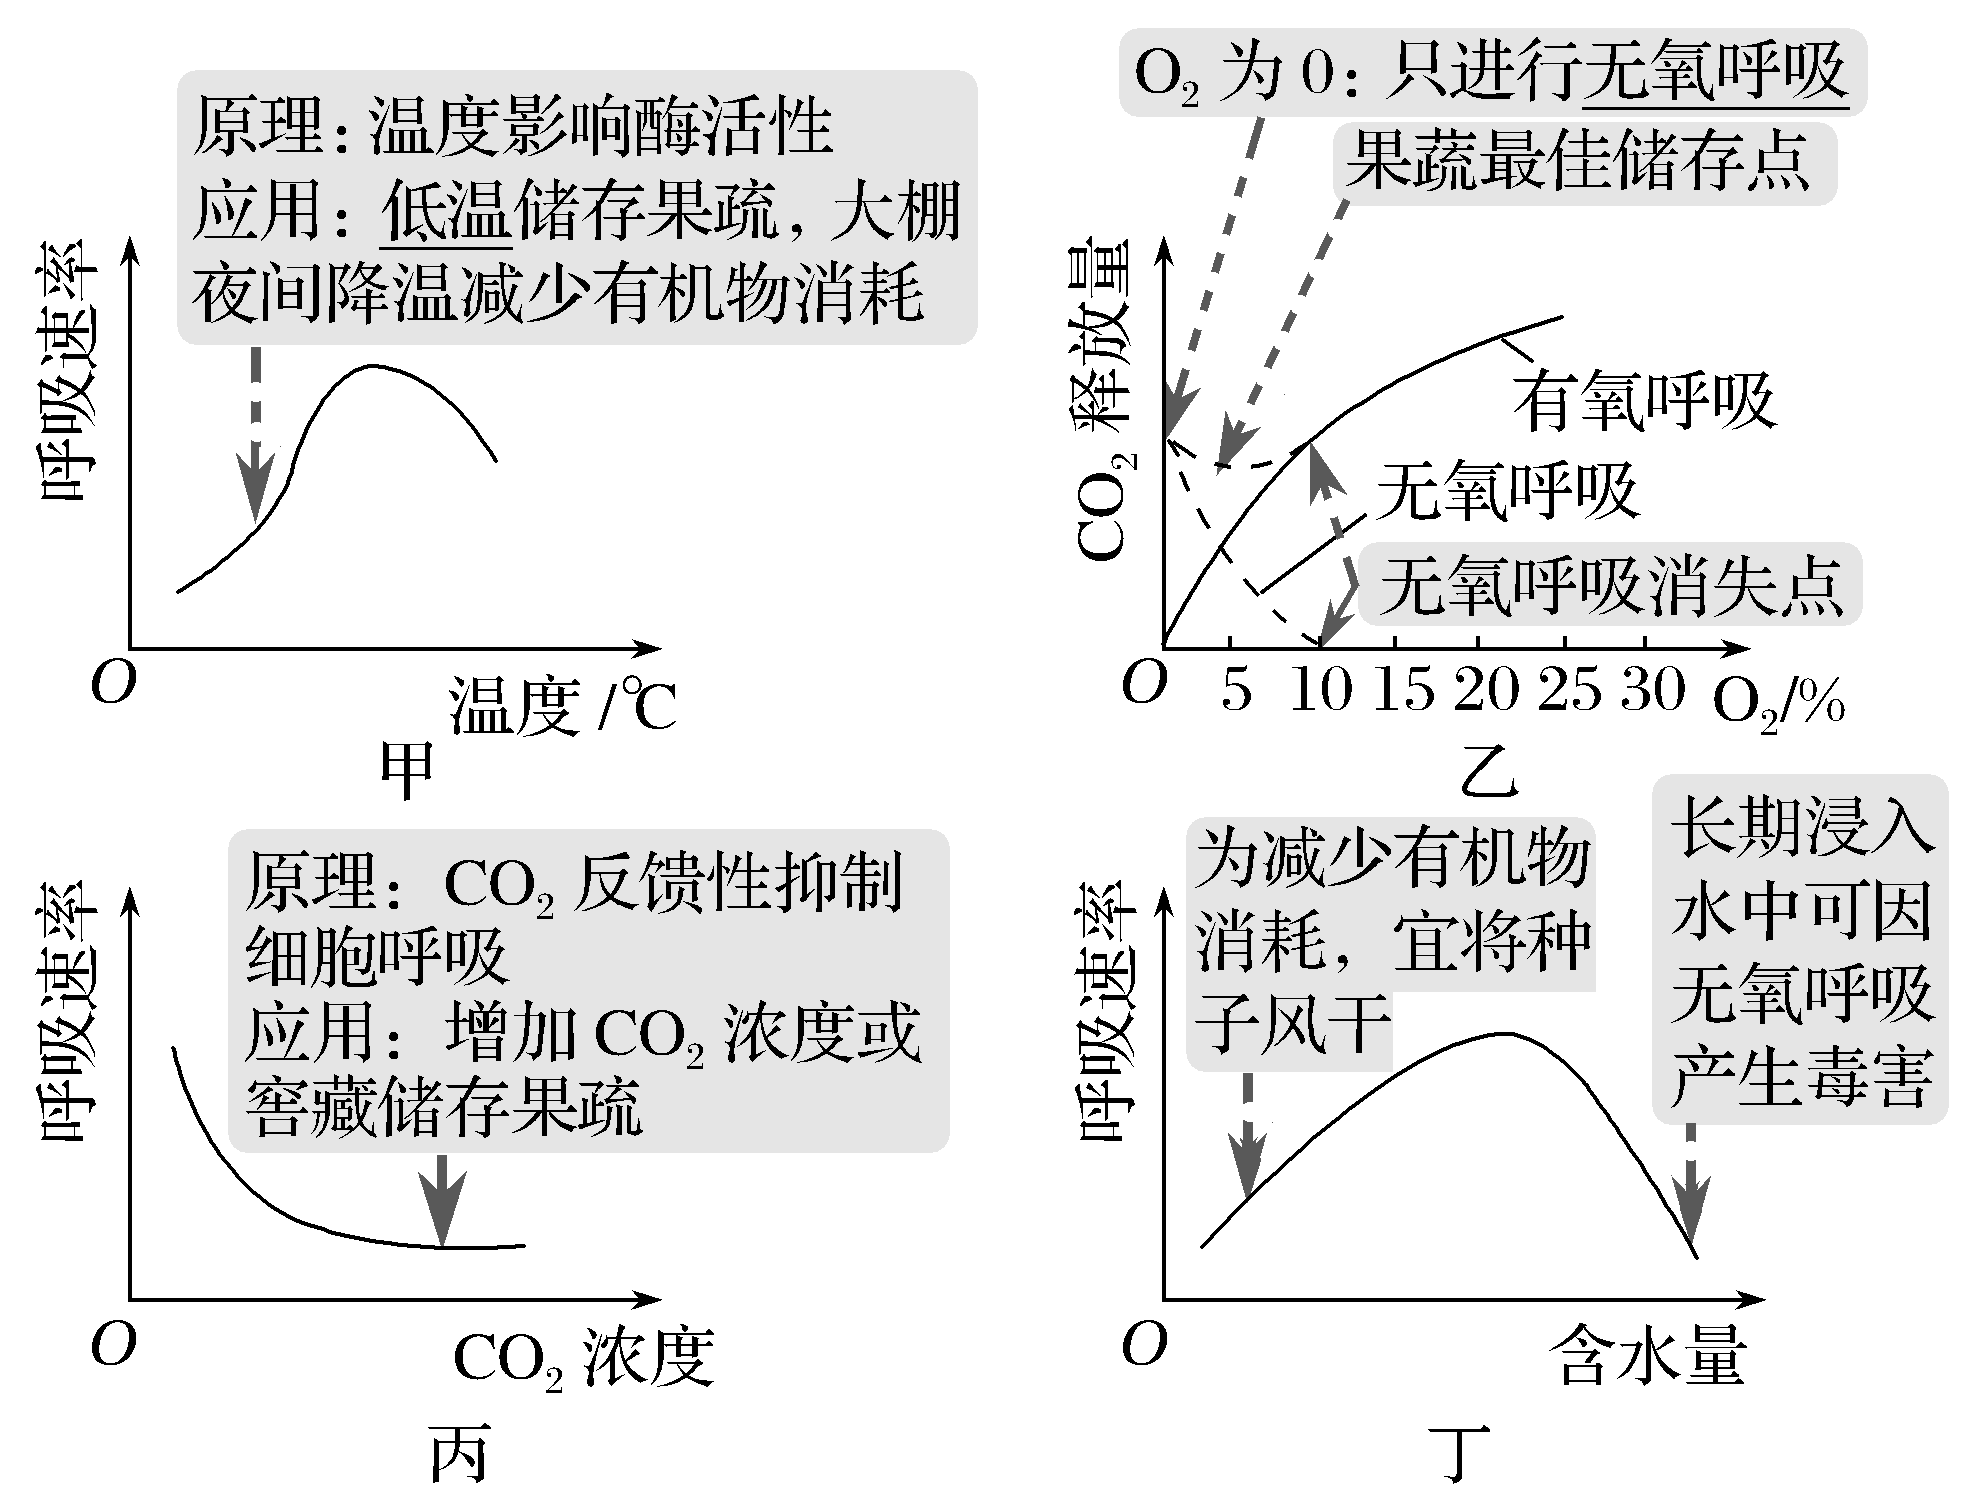 原理:温度影响酶活性
应用:低温储存果疏,大棚
夜间降温减少有机物消耗
呼吸速率
O
温度/℃
甲
O₂为0:只进行无氧呼吸
果蔬最佳储存点
CO₂释放量
有氧呼吸
无氧呼吸
无氧呼吸消失点
O 5 10 15 20 25 30 O₂/%
乙
原理:CO₂反馈性抑制
细胞呼吸
应用:增加CO₂浓度或
窖藏储存果疏
呼吸速率
O
CO₂浓度
丙
为减少有机物
消耗,宜将种
子风干
长期浸入
水中可因
无氧呼吸
产生毒害
呼吸速率
O
含水量
丁